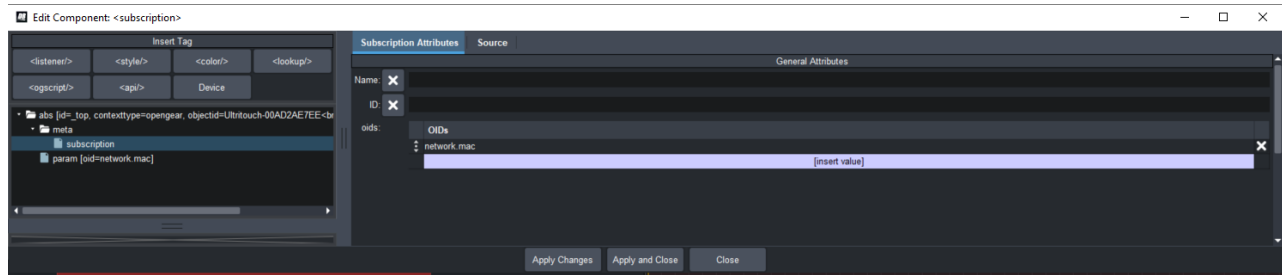 Edit Component: <subscription>
Insert Tag
<listener/> <style/> <color/> <lookup/>
<ogscript/> <api/> Device
abs [id=_top, contexttype=opengear, objectid=Ultritouch-00AD2AE7EE<br
meta
subscription
param [oid=network.mac]
Subscription Attributes Source
General Attributes
Name:
ID:
oids:
OIDs
network.mac
[insert value]
Apply Changes Apply and Close Close